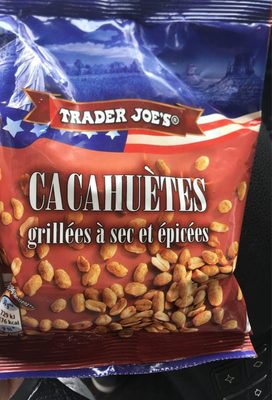 TRADER JOE'S®
CACAHUÈTES
grillées à sec et épicées